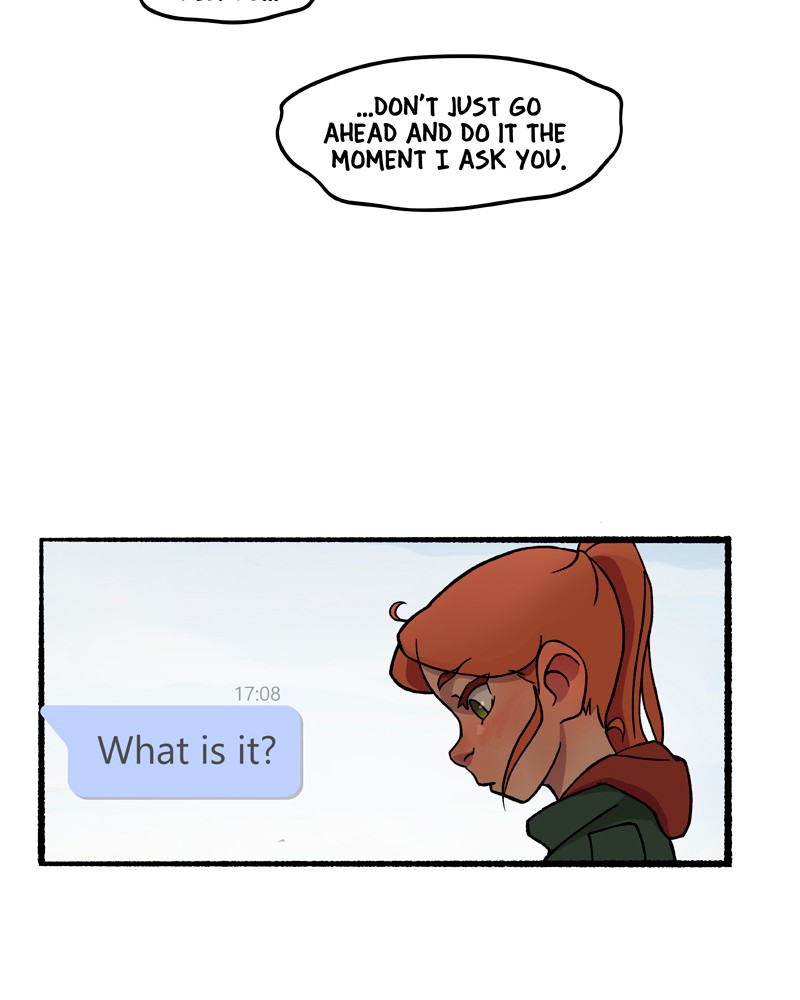 ...DON'T JUST GO
AHEAD AND DO IT THE
MOMENT I ASK YOU.
17:08
What is it?